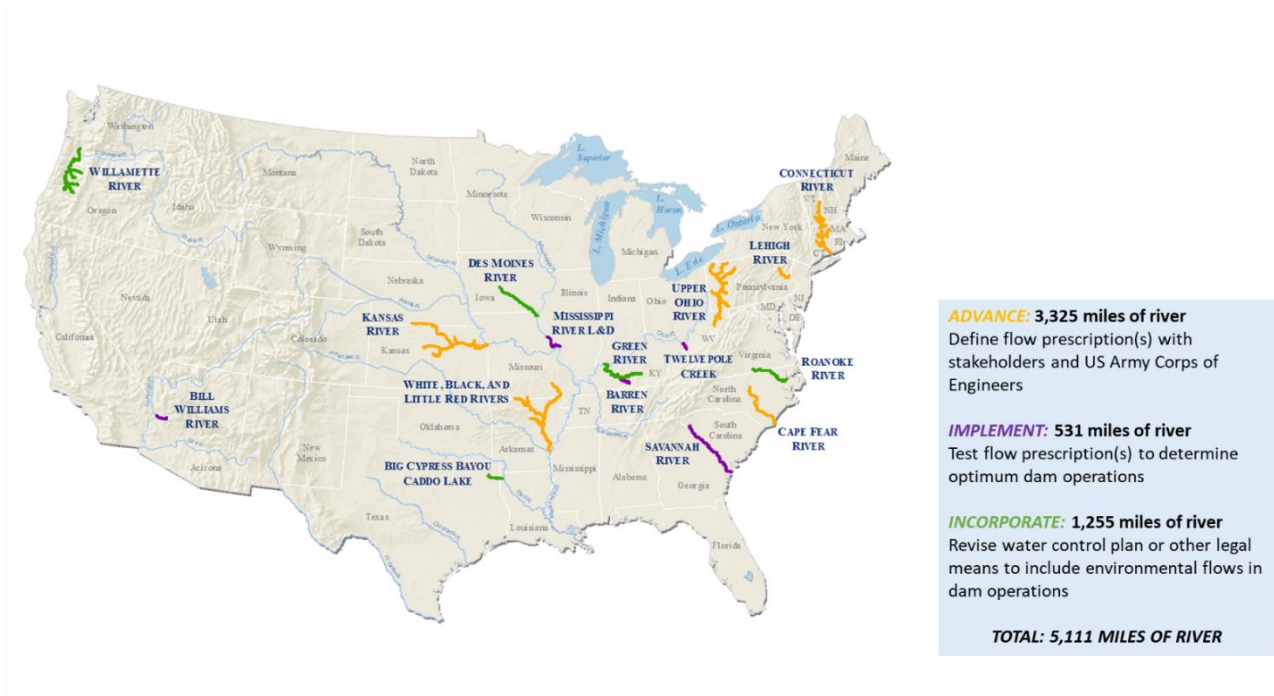 Washington
WILLAMETTE
RIVER
Oregon
Idaho
Montana
North
Dakota
Minnesota
L.
Superior
Wisconsin
L. Michigan
L.
Huron
Michigan
L. Ontario
L. Erie
CONNECTICUT
RIVER
Maine
VT
NH
MA
RI
CT
New York
LEHIGH
RIVER
Pennsylvania
NJ
MD
DE
UPPER
OHIO
RIVER
South
Dakota
Wyoming
Nebraska
DES MOINES
RIVER
Iowa
Illinois
Indiana
Ohio
Nevada
Utah
Colorado
California
KANSAS
RIVER
Kansas
MISSISSIPPI
RIVER L&D
Missouri
GREEN
RIVER
KY
WV
TWELVEPOLE
CREEK
Virginia
ROANOKE
RIVER
BARREN
RIVER
WHITE, BLACK, AND
LITTLE RED RIVERS
TN
North
Carolina
CAPE FEAR
RIVER
BILL
WILLIAMS
RIVER
Arizona
New
Mexico
Oklahoma
Arkansas
SAVANNAH
RIVER
South
Carolina
BIG CYPRESS BAYOU
CADDO LAKE
Mississippi
Alabama
Georgia
Texas
Louisiana
Florida
ADVANCE: 3,325 miles of river
Define flow prescription(s) with
stakeholders and US Army Corps of
Engineers
IMPLEMENT: 531 miles of river
Test flow prescription(s) to determine
optimum dam operations
INCORPORATE: 1,255 miles of river
Revise water control plan or other legal
means to include environmental flows in
dam operations
TOTAL: 5,111 MILES OF RIVER